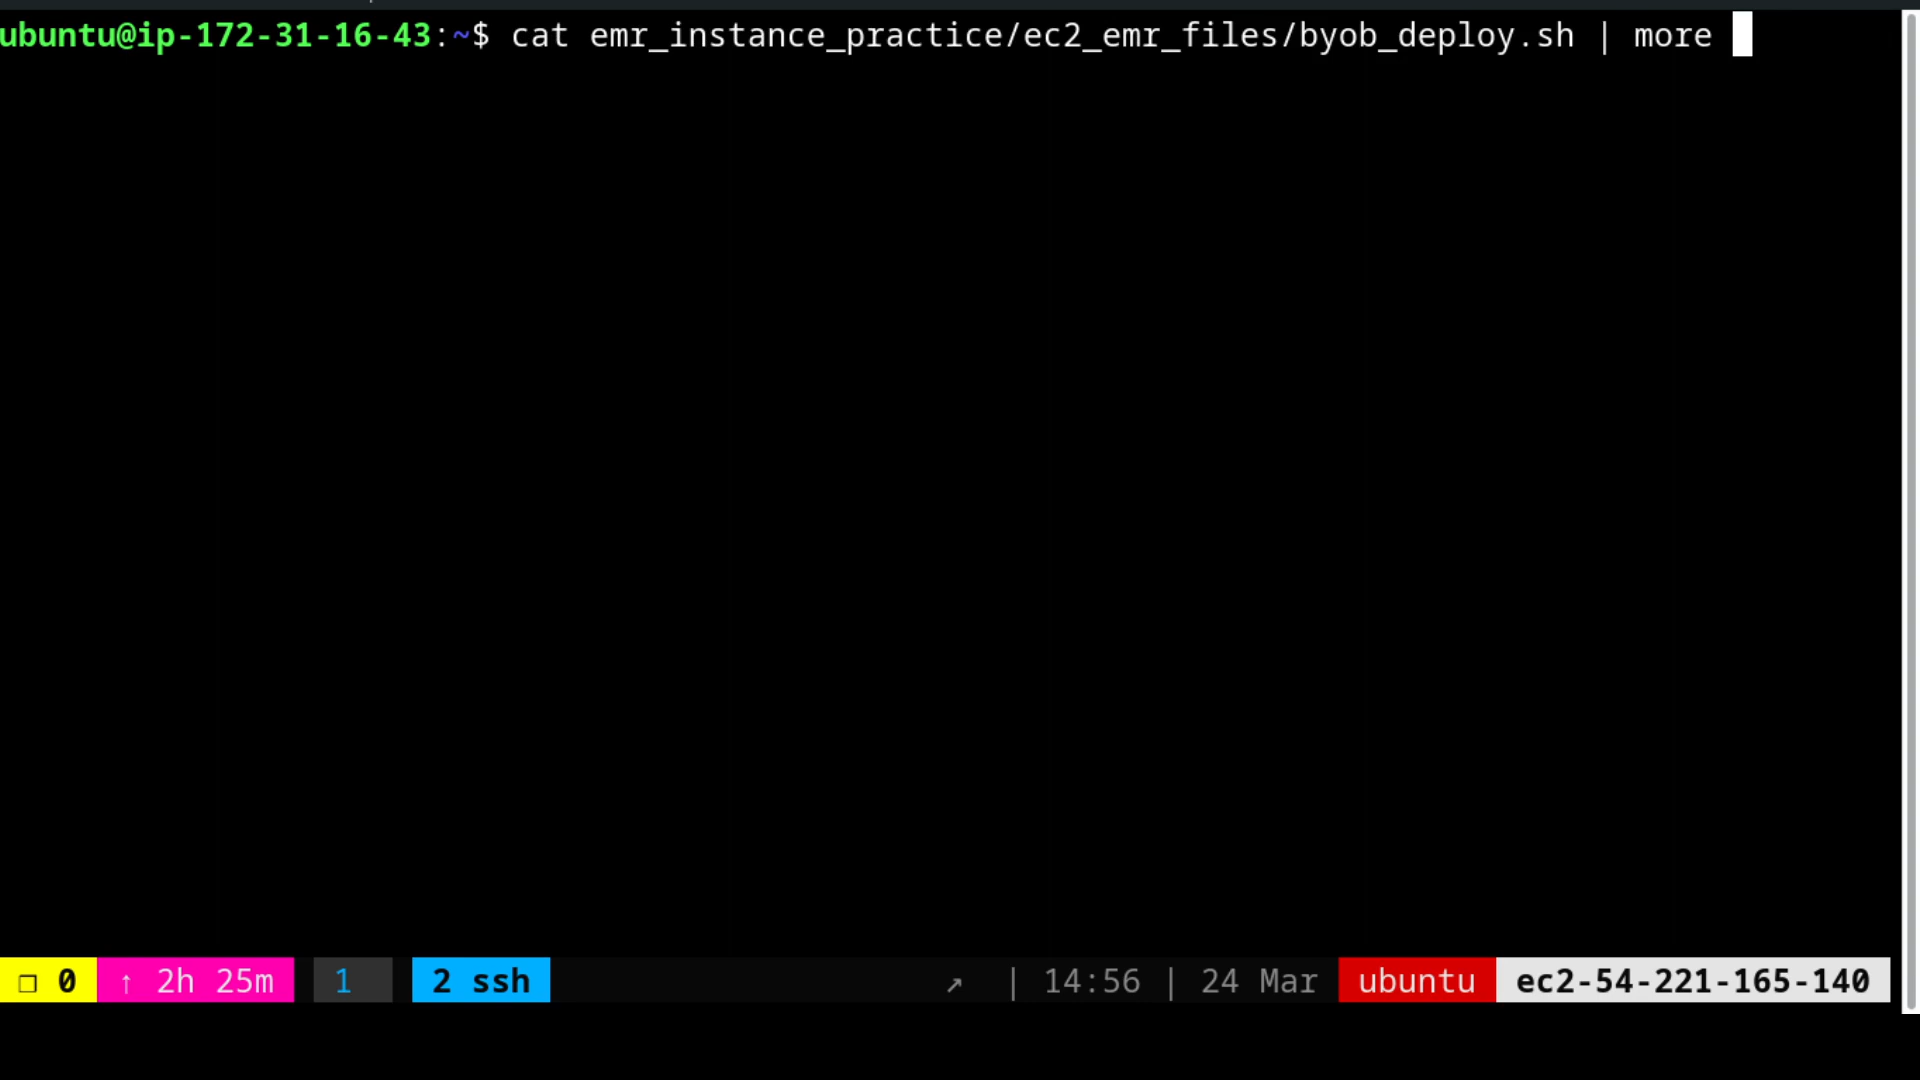 ubuntu@ip-172-31-16-43:~$ cat emr_instance_practice/ec2_emr_files/byob_deploy.sh | more
❐ 0 ↑ 2h 25m 1 2 ssh ↗ | 14:56 | 24 Mar ubuntu ec2-54-221-165-140